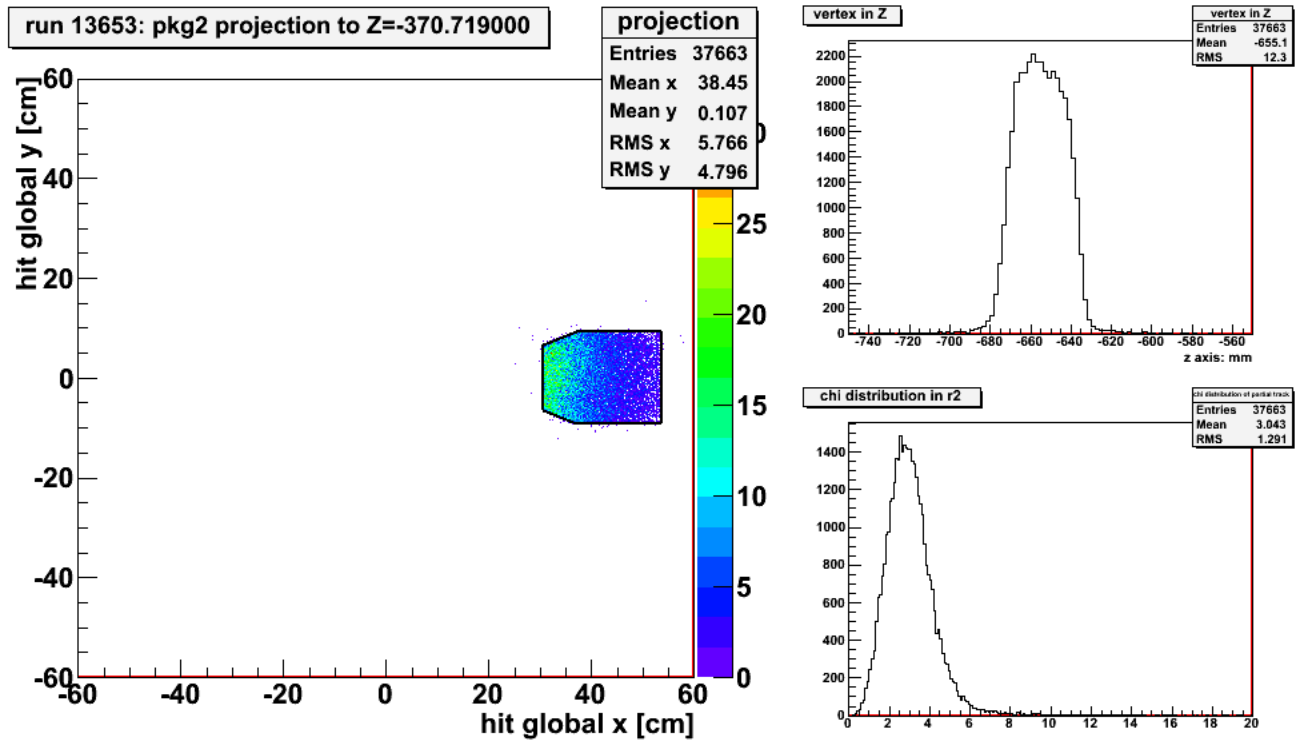 run 13653: pkg2 projection to Z=-370.719000
projection
Entries 37663
Mean x 38.45
Mean y 0.107
RMS x 5.766
RMS y 4.796
hit global y [cm]
60
40
20
0
-20
-40
-60
-60 -40 -20 0 20 40 60
hit global x [cm]
0
25
20
15
10
5
0
vertex in Z
vertex in Z
Entries 37663
Mean -655.1
RMS 12.3
2200
2000
1800
1600
1400
1200
1000
800
600
400
200
0
-740 -720 -700 -680 -660 -640 -620 -600 -580 -560
z axis: mm
chi distribution in r2
chi distribution of partial track
Entries 37663
Mean 3.043
RMS 1.291
1400
1200
1000
800
600
400
200
0
0 2 4 6 8 10 12 14 16 18 20